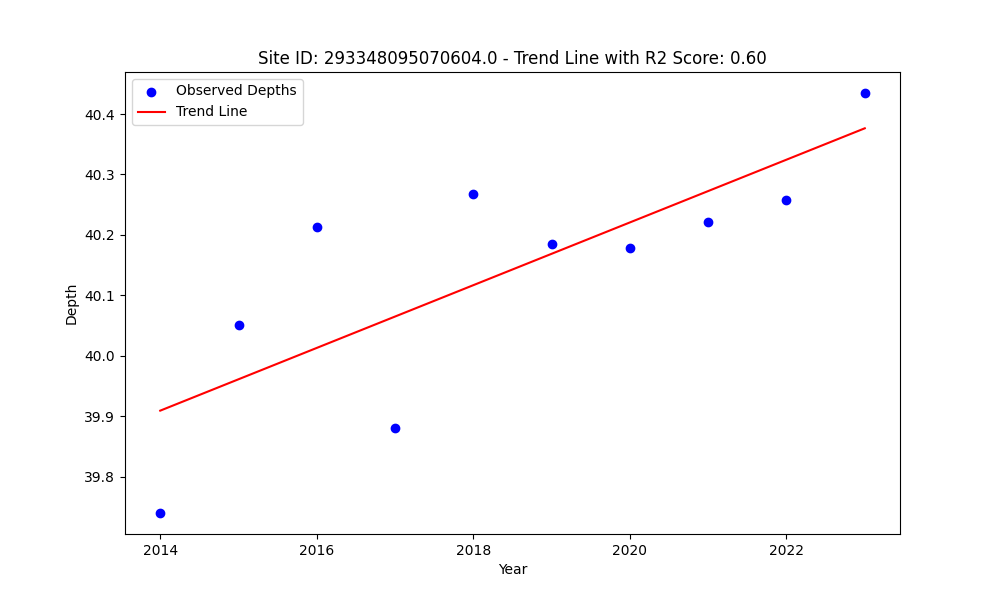 Site ID: 293348095070604.0 - Trend Line with R2 Score: 0.60
Observed Depths
Trend Line
40.4
40.3
40.2
40.1
40.0
39.9
39.8
Depth
2014
2016
2018
2020
2022
Year